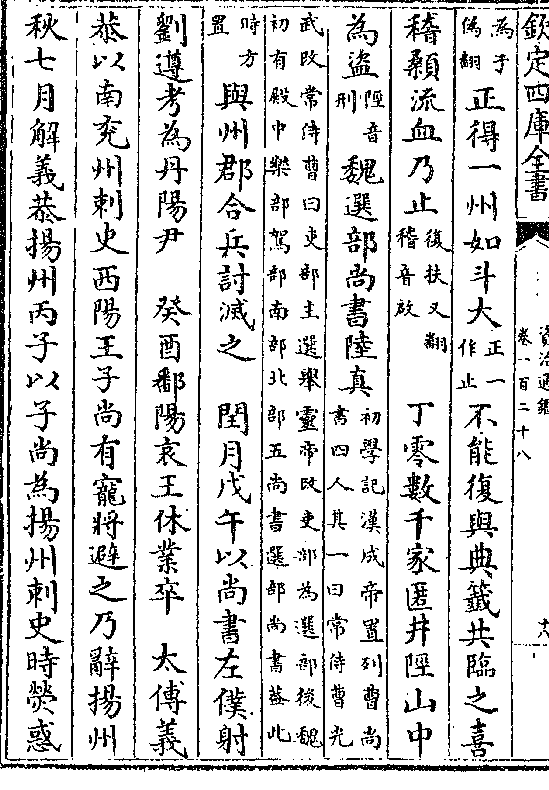 欽定四庫全書
資治通鑑
卷一百二十八
為子
偽翻
正得一州如斗大
正一
作止
不能復與典籖共臨之喜
稽顙流血乃止
復扶又翻
稽音啟
丁零數千家匿井陘山中
為盜
陘音
刑
魏選部尚書陸真
初學記漢成帝置列曹尚
書四人其一曰常侍曹光
武改常侍曹曰吏部主選舉靈帝改吏部為選部後魏
初有殿中樂部駕部南部北部五尚書選部尚書蓋此
時方
置
與州郡合兵討滅之
閏月戊午以尚書左僕射
劉遵考為丹陽尹
癸酉鄱陽哀王休業卒
太傅義
恭以南兖州刺史西陽王子尚有寵將避之乃辭揚州
秋七月解義恭揚州丙子以子尚為揚州刺史時熒惑